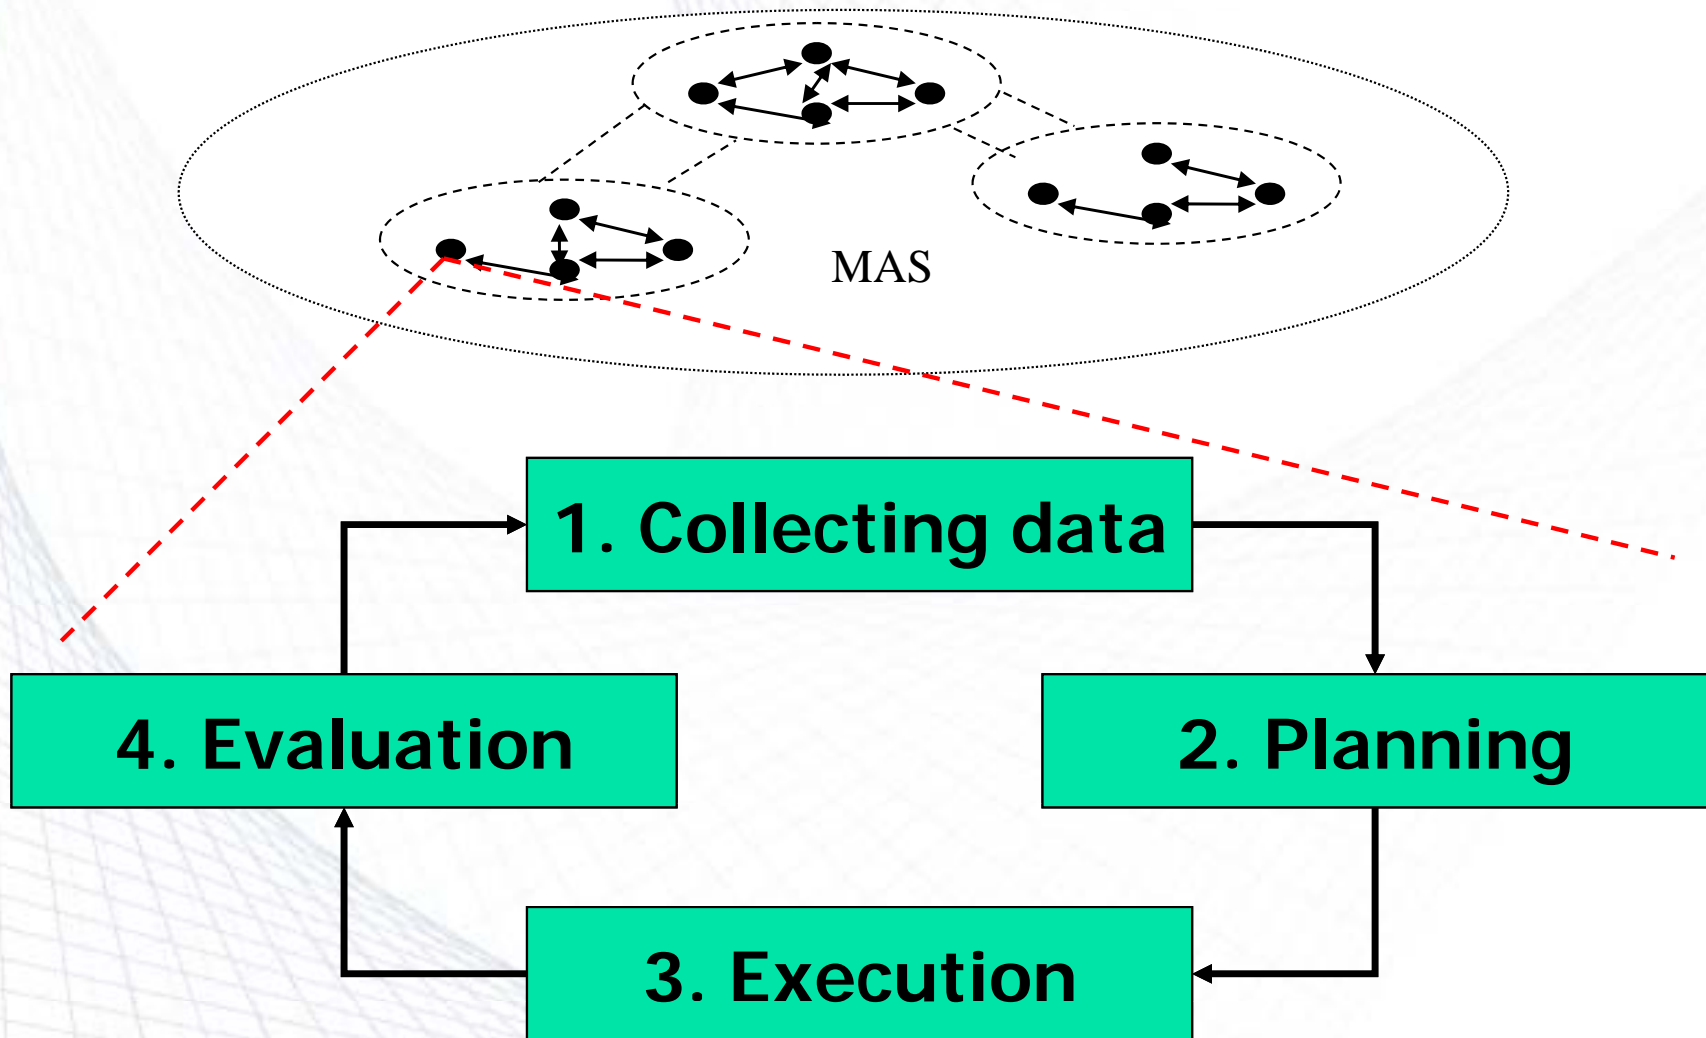 MAS
1. Collecting data
4. Evaluation
2. Planning
3. Execution